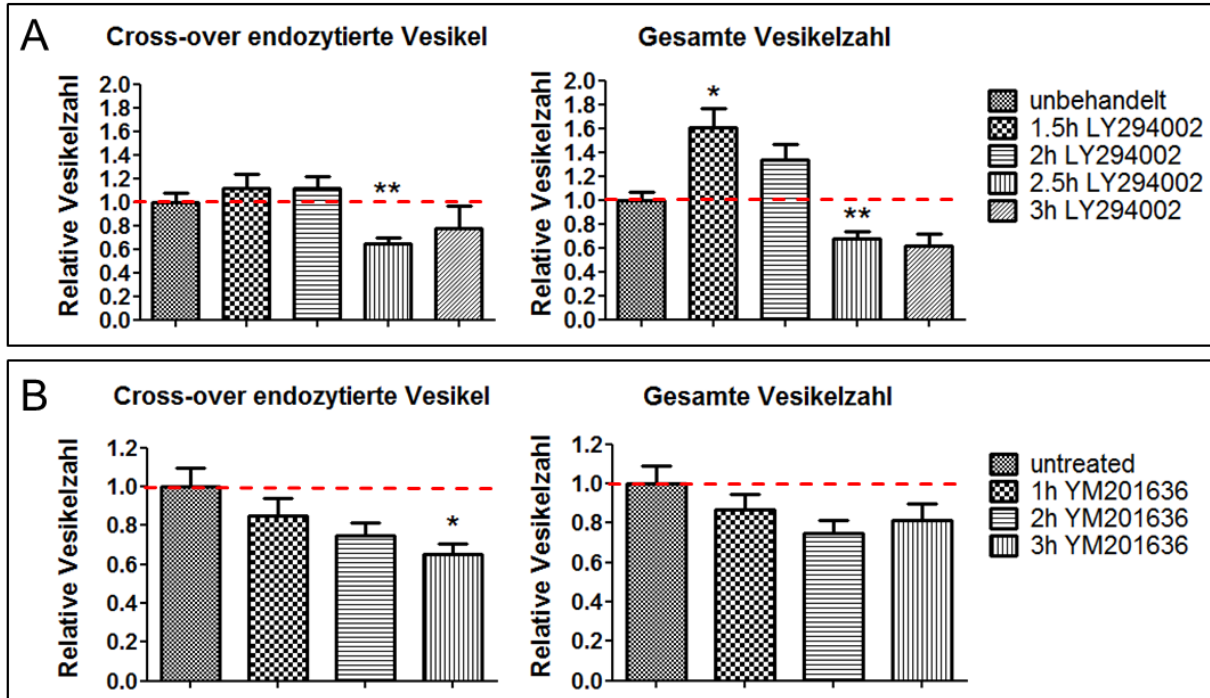 A
Cross-over endozytierte Vesikel
Relative Vesikelzahl
2.0
1.8
1.6
1.4
1.2
1.0
0.8
0.6
0.4
0.2
0.0
**
Gesamte Vesikelzahl
Relative Vesikelzahl
2.0
1.8
1.6
1.4
1.2
1.0
0.8
0.6
0.4
0.2
0.0
*
**
unbehandelt
1.5h LY294002
2h LY294002
2.5h LY294002
3h LY294002
B
Cross-over endozytierte Vesikel
Relative Vesikelzahl
1.2
1.0
0.8
0.6
0.4
0.2
0.0
*
Gesamte Vesikelzahl
Relative Vesikelzahl
1.2
1.0
0.8
0.6
0.4
0.2
0.0
untreated
1h YM201636
2h YM201636
3h YM201636